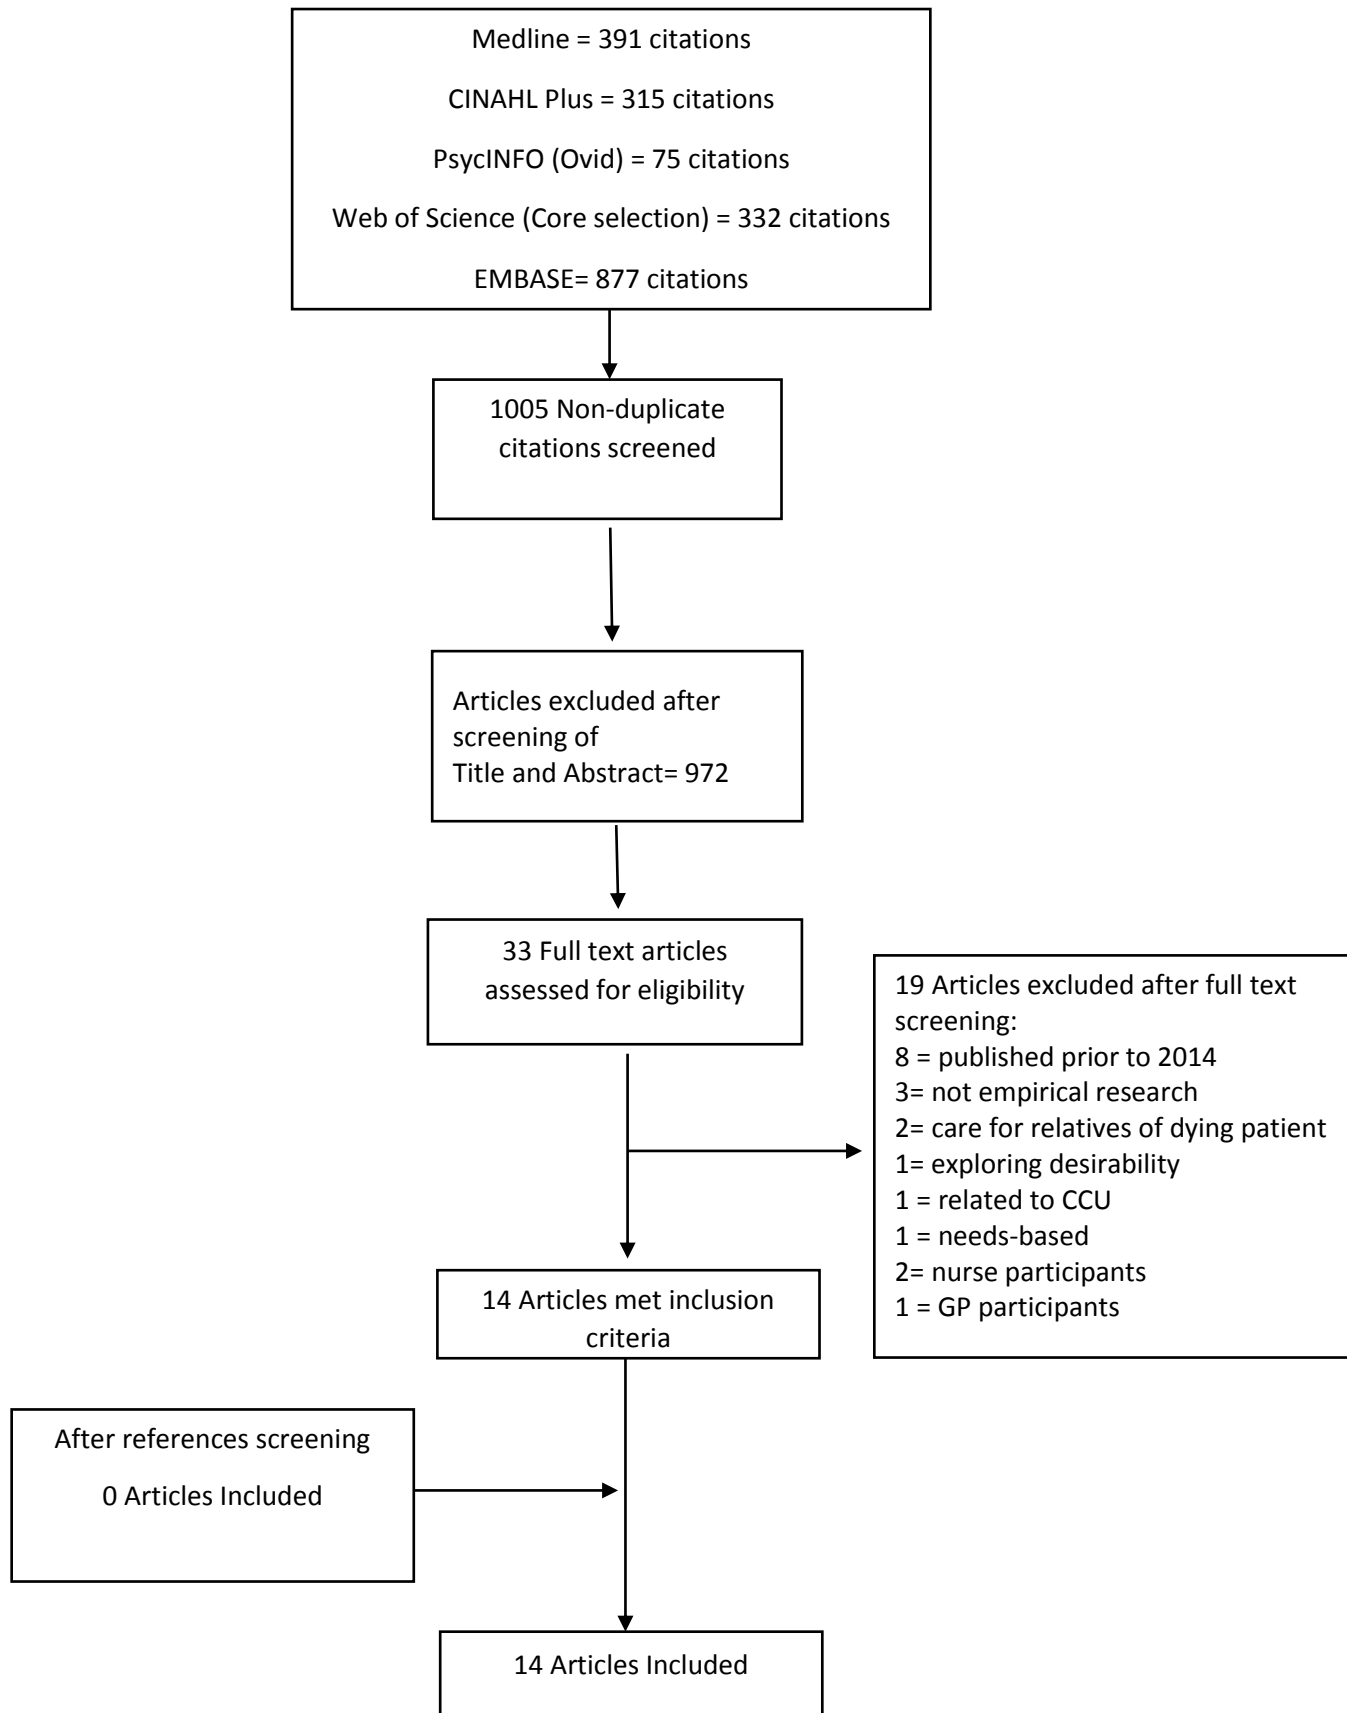 Medline = 391 citations
CINAHL Plus = 315 citations
PsycINFO (Ovid) = 75 citations
Web of Science (Core selection) = 332 citations
EMBASE= 877 citations
1005 Non-duplicate
citations screened
Articles excluded after
screening of
Title and Abstract= 972
33 Full text articles
assessed for eligibility
19 Articles excluded after full text
screening:
8 = published prior to 2014
3= not empirical research
2= care for relatives of dying patient
1= exploring desirability
1 = related to CCU
1 = needs-based
2= nurse participants
1 = GP participants
14 Articles met inclusion
criteria
After references screening
0 Articles Included
14 Articles Included